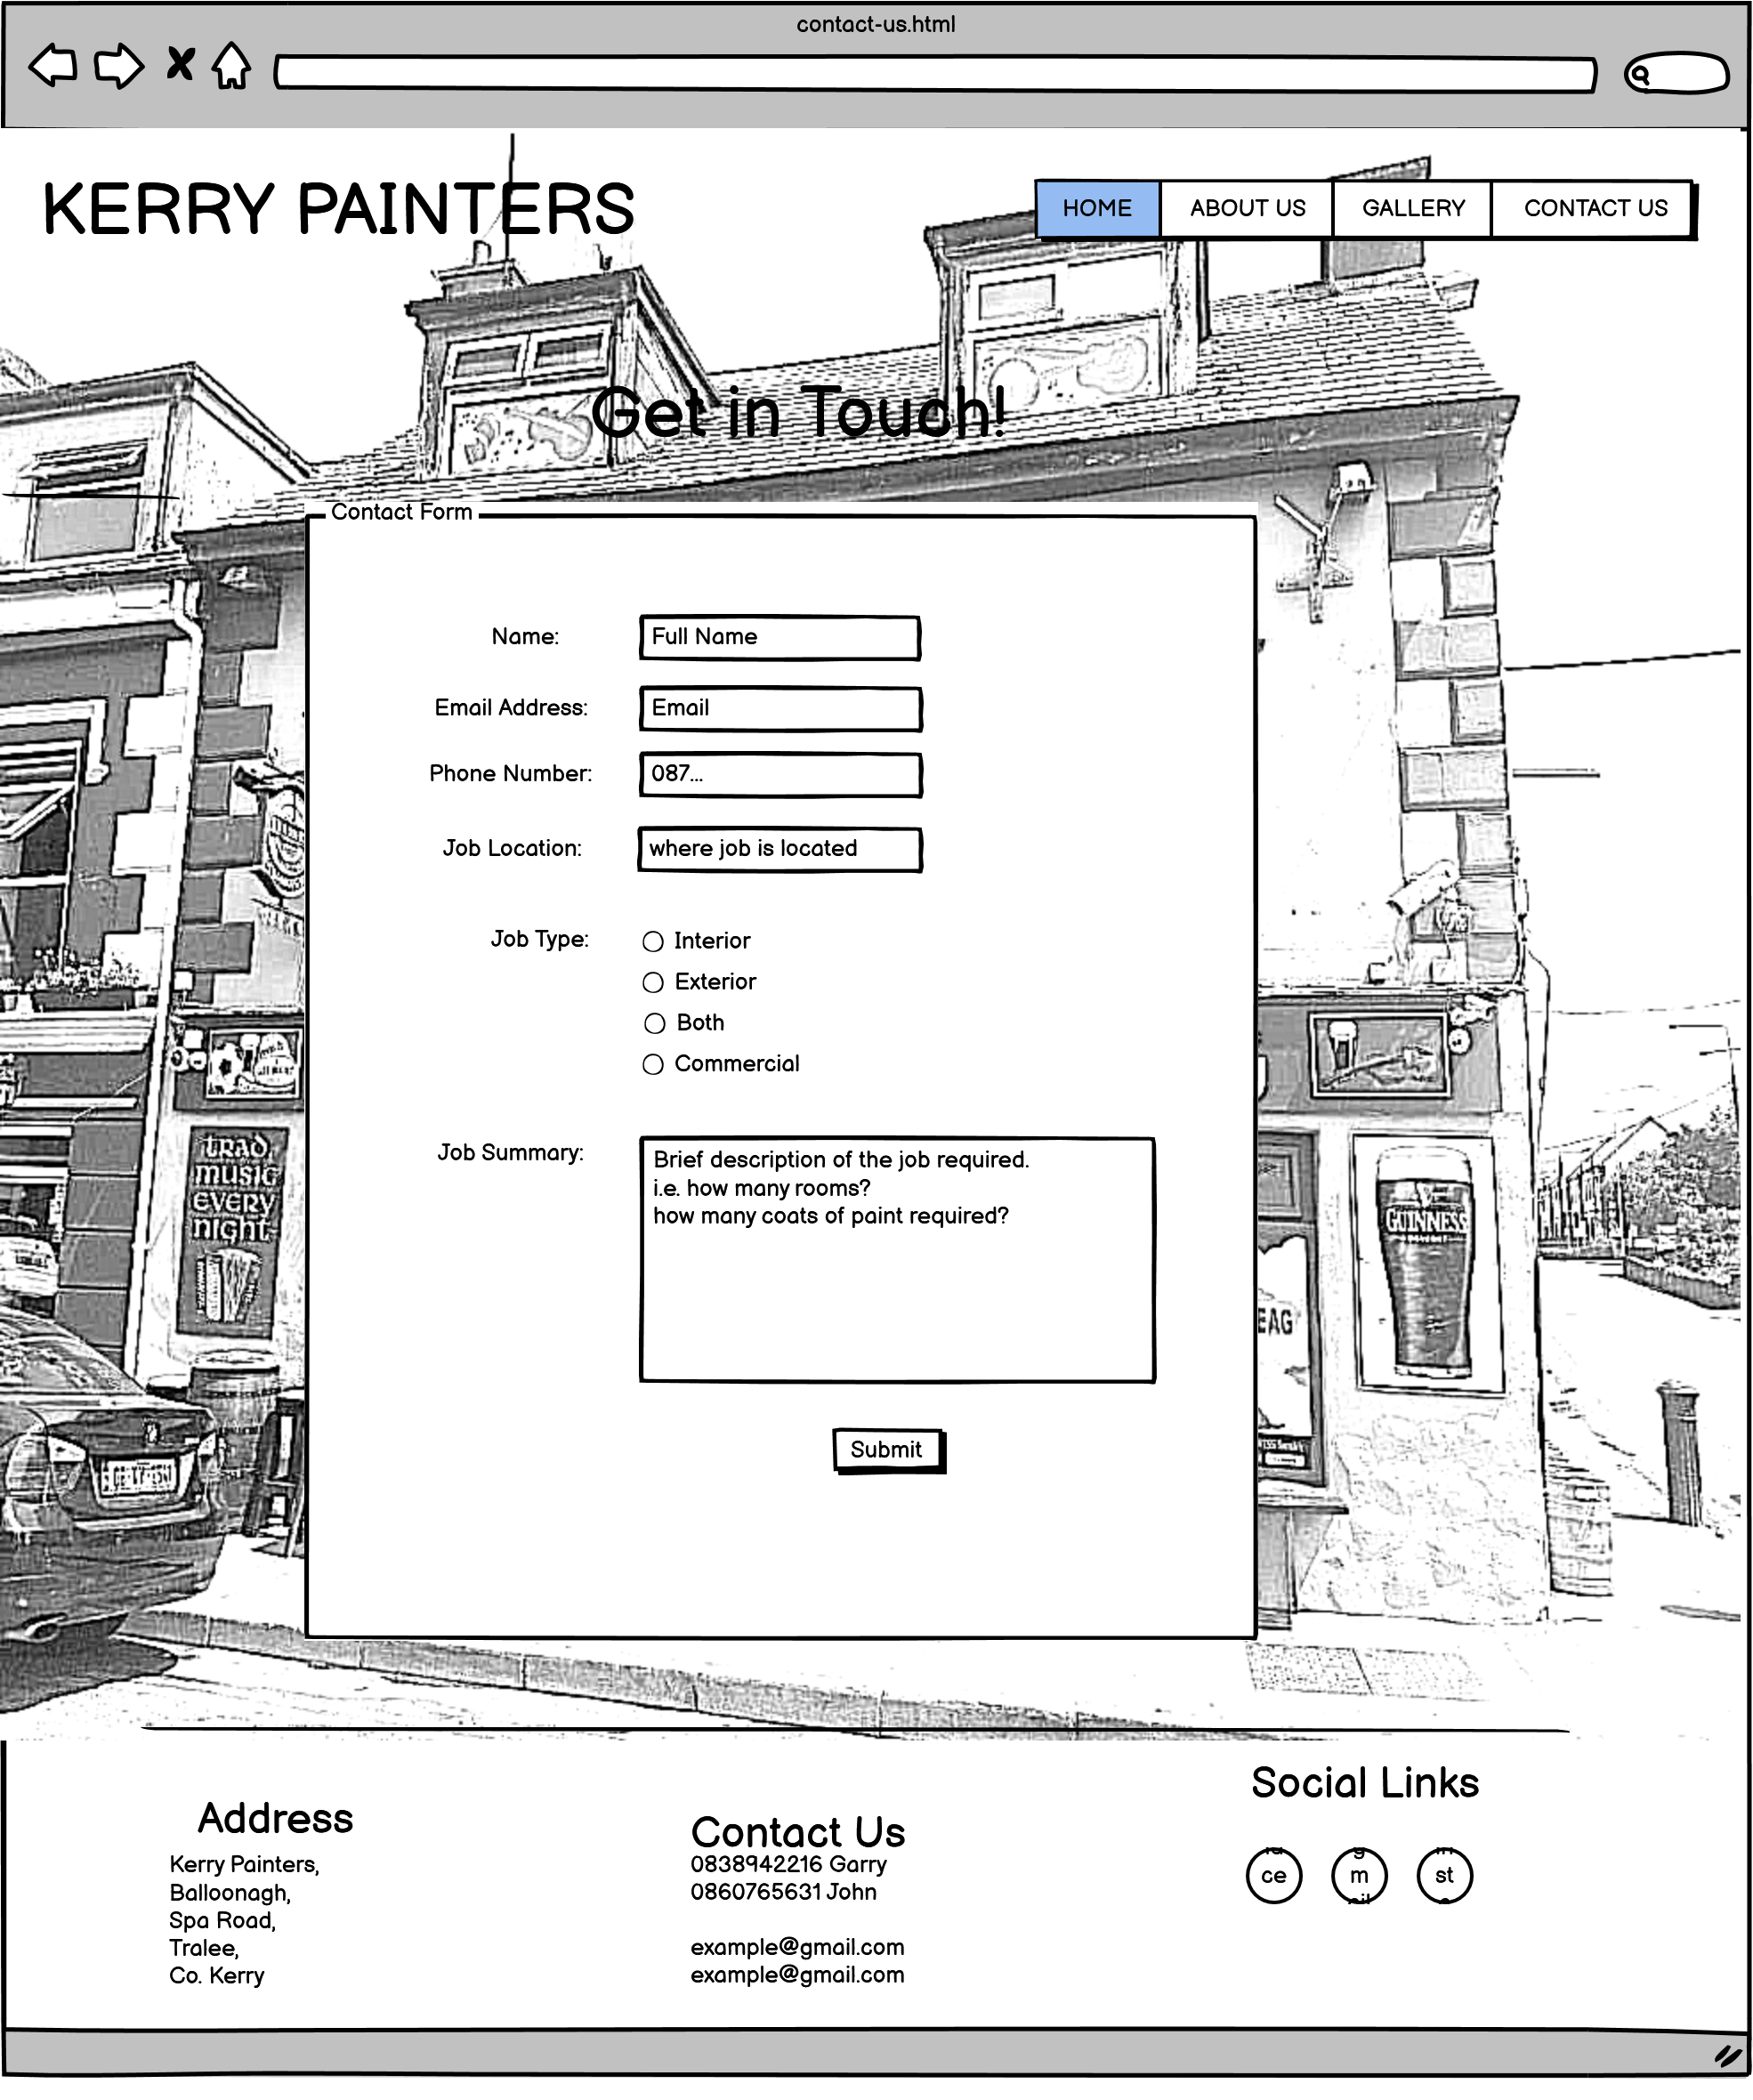 contact-us.html
KERRY PAINTERS
HOME
ABOUT US
GALLERY
CONTACT US
Get in Touch!
Contact Form
Name:
Full Name
Email Address:
Email
Phone Number:
087...
Job Location:
where job is located
Job Type:
Interior
Exterior
Both
Commercial
Job Summary:
Brief description of the job required.
i.e. how many rooms?
how many coats of paint required?
Submit
TRAD
MUSIC
EVERY
NIGHT
GUINNESS
EAG
Address
Kerry Painters,
Balloonagh,
Spa Road,
Tralee,
Co. Kerry
Contact Us
0838942216 Garry
0860765631 John
example@gmail.com
example@gmail.com
Social Links
ce
g
m
ail
st